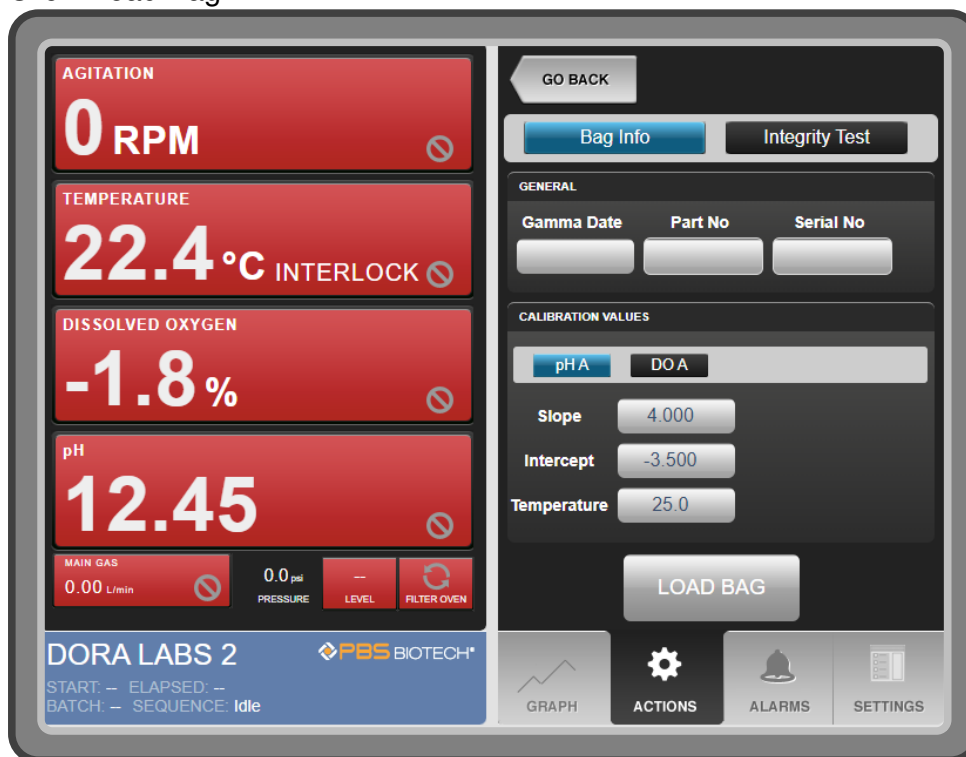 AGITATION
0 RPM
TEMPERATURE
22.4 °C INTERLOCK
DISSOLVED OXYGEN
-1.8 %
pH
12.45
MAIN GAS
0.00 L/min
0.0 psi
PRESSURE
--
LEVEL
FILTER OVEN
DORA LABS 2
PBS BIOTECH®
START: -- ELAPSED: --
BATCH: -- SEQUENCE: Idle
GO BACK
Bag Info Integrity Test
GENERAL
Gamma Date Part No Serial No
CALIBRATION VALUES
pH A DO A
Slope 4.000
Intercept -3.500
Temperature 25.0
LOAD BAG
GRAPH ACTIONS ALARMS SETTINGS